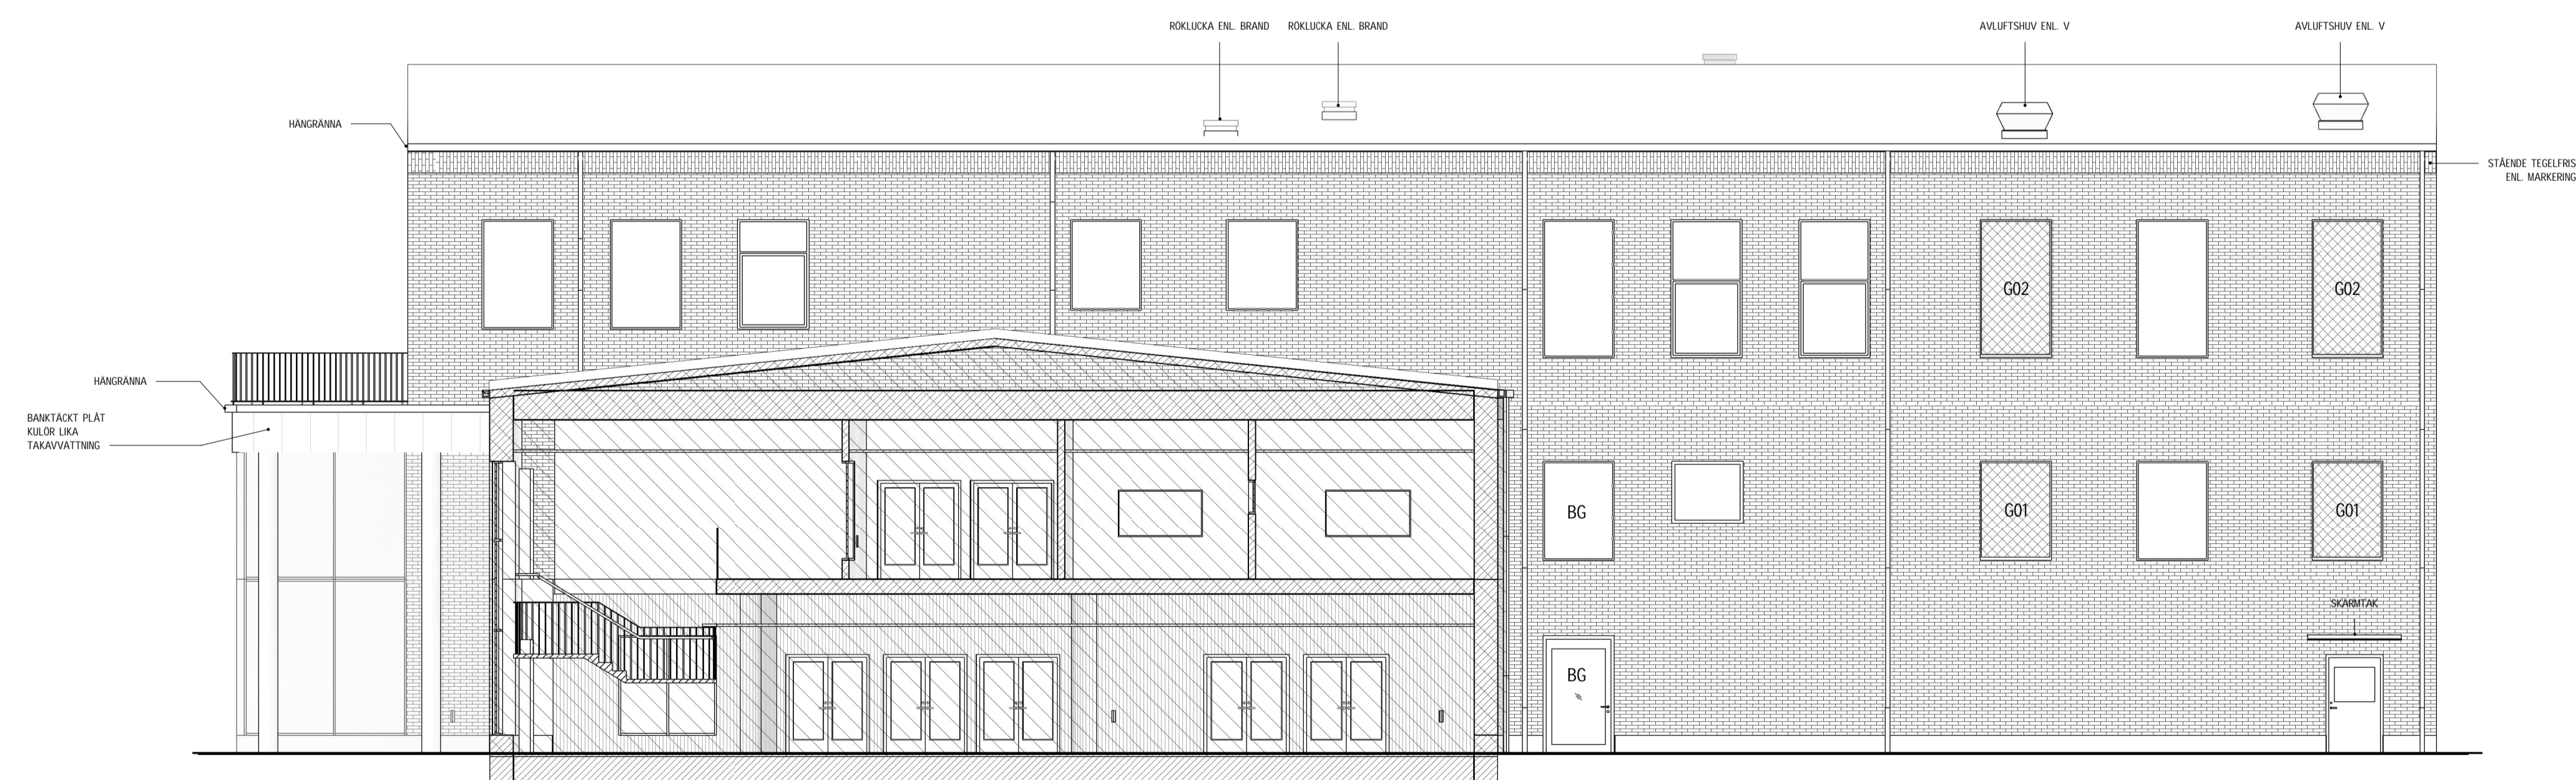 RÖKLUCKA ENL. BRAND
RÖKLUCKA ENL. BRAND
AVLUFTSHUV ENL. V
AVLUFTSHUV ENL. V
HÄNGRÄNNA
STÅENDE TEGELFRIS
ENL. MARKERING
G02
G02
HÄNGRÄNNA
BANKTÄCKT PLÅT
KULÖR LIKA
TAKAVVATTNING
BG
G01
G01
SKÄRMTAK
BG